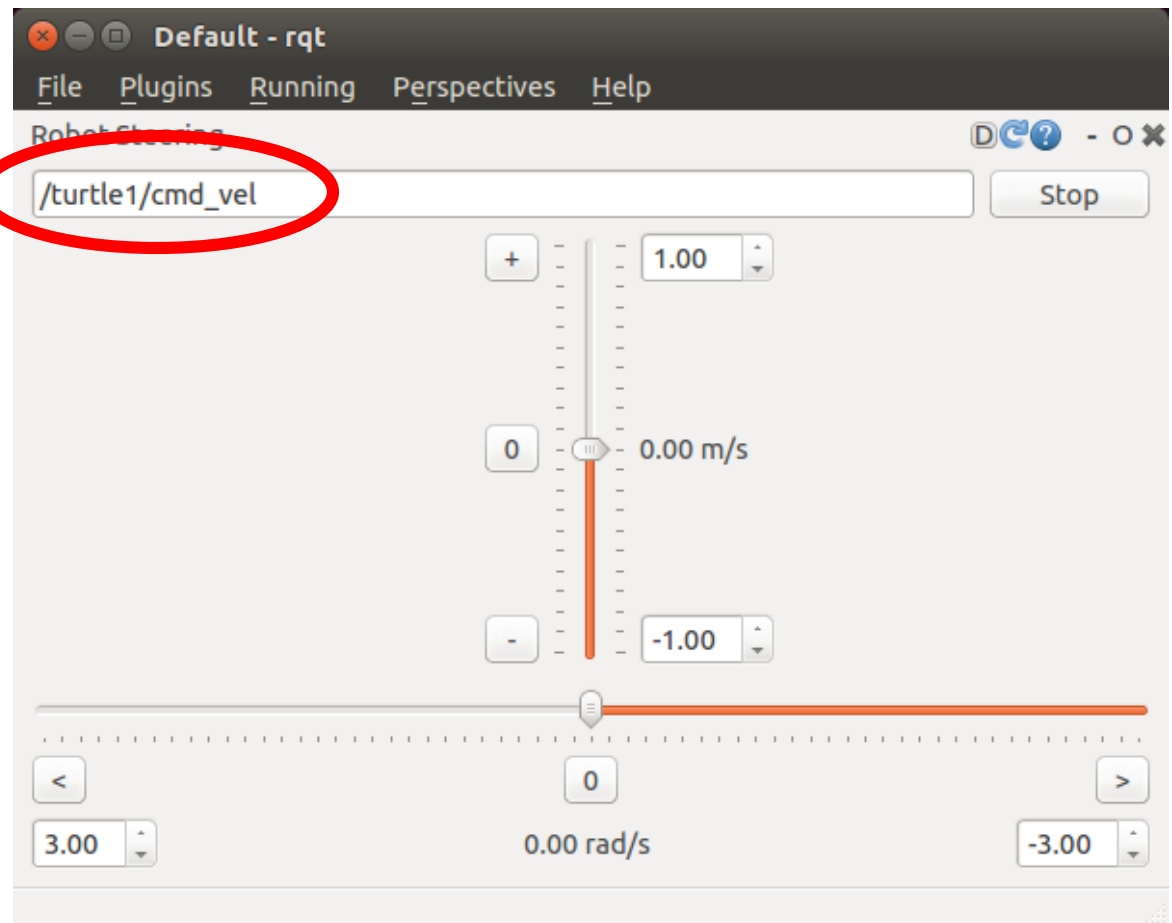 Default - rqt
File Plugins Running Perspectives Help
Robot Steering D ? - O
/turtle1/cmd_vel Stop
+ 1.00
0 0.00 m/s
- -1.00
< 0 >
3.00 0.00 rad/s -3.00